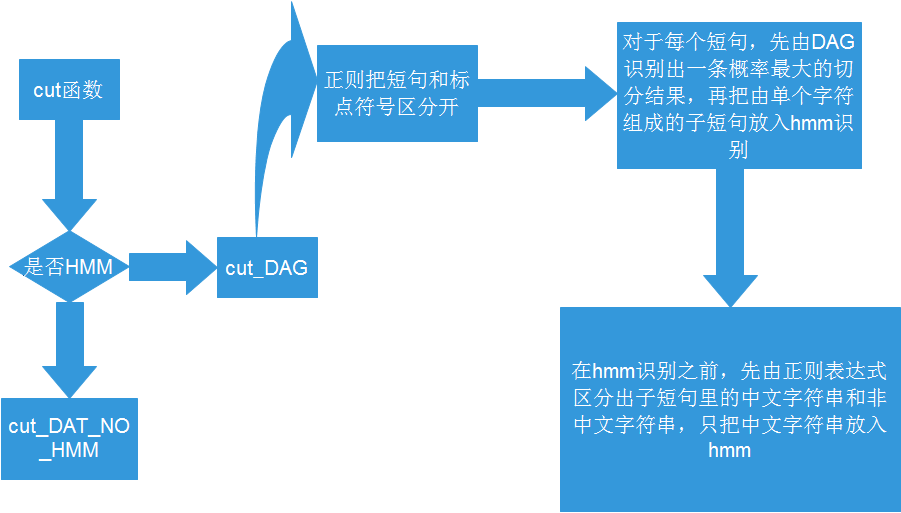 cut函数
是否HMM
cut_DAT_NO
_HMM
cut_DAG
正则把短句和标
点符号区分开
对于每个短句，先由DAG
识别出一条概率最大的切
分结果，再把由单个字符
组成的子短句放入hmm识
别
在hmm识别之前，先由正则表达式
区分出子短句里的中文字符串和非
中文字符串，只把中文字符串放入
hmm